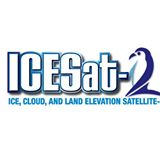 ICESat-2
ICE, CLOUD, AND LAND ELEVATION SATELLITE-